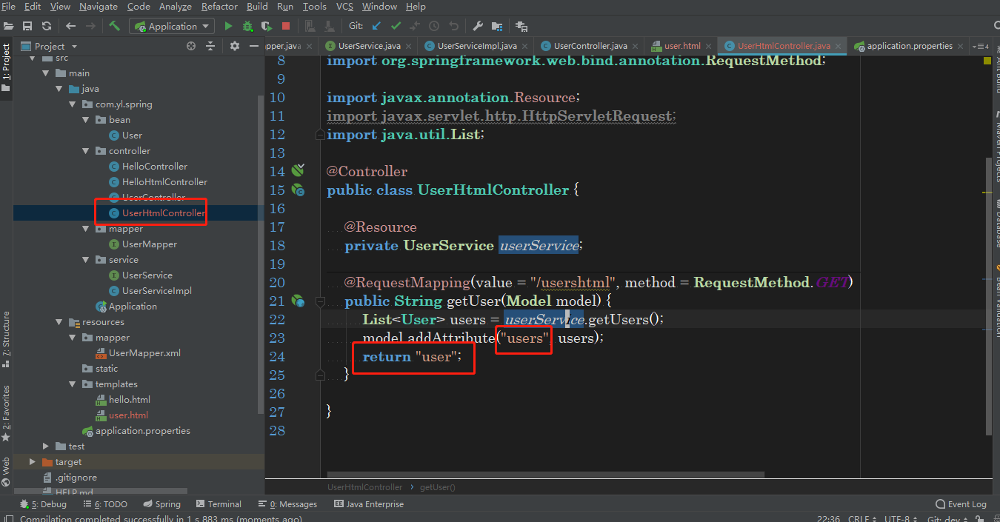 File Edit View Navigate Code Analyze Refactor Build Run Tools VCS Window Help
Application Git:
Project
pper.java UserService.java UserServiceImpl.java UserController.java user.html UserHtmlController.java application.properties 4
1: Project
7: Structure
2: Favorites
Web
src
main
java
com.yl.spring
bean
User
controller
HelloController
HelloHtmlController
UserController
UserHtmlController
mapper
UserMapper
service
UserService
UserServiceImpl
Application
resources
mapper
UserMapper.xml
static
templates
hello.html
user.html
application.properties
test
target
.gitignore
HELP.md
8 import org.springframework.web.bind.annotation.RequestMethod;
9
10 import javax.annotation.Resource;
11 import javax.servlet.http.HttpServletRequest;
12 import java.util.List;
13
14 @Controller
15 public class UserHtmlController {
16
17 @Resource
18 private UserService userService;
19
20 @RequestMapping(value = "/usershtml", method = RequestMethod.GET)
21 public String getUser(Model model) {
22 List<User> users = userService.getUsers();
23 model.addAttribute("users", users);
24 return "user";
25 }
26
27 }
28
UserHtmlController › getUser()
Maven Projects
Database
Bean Validation
5: Debug 6: TODO Spring Terminal 0: Messages Java Enterprise Event Log
Compilation completed successfully in 1 s 883 ms (moments ago) 22:36 CRLF UTF-8 Git: dev